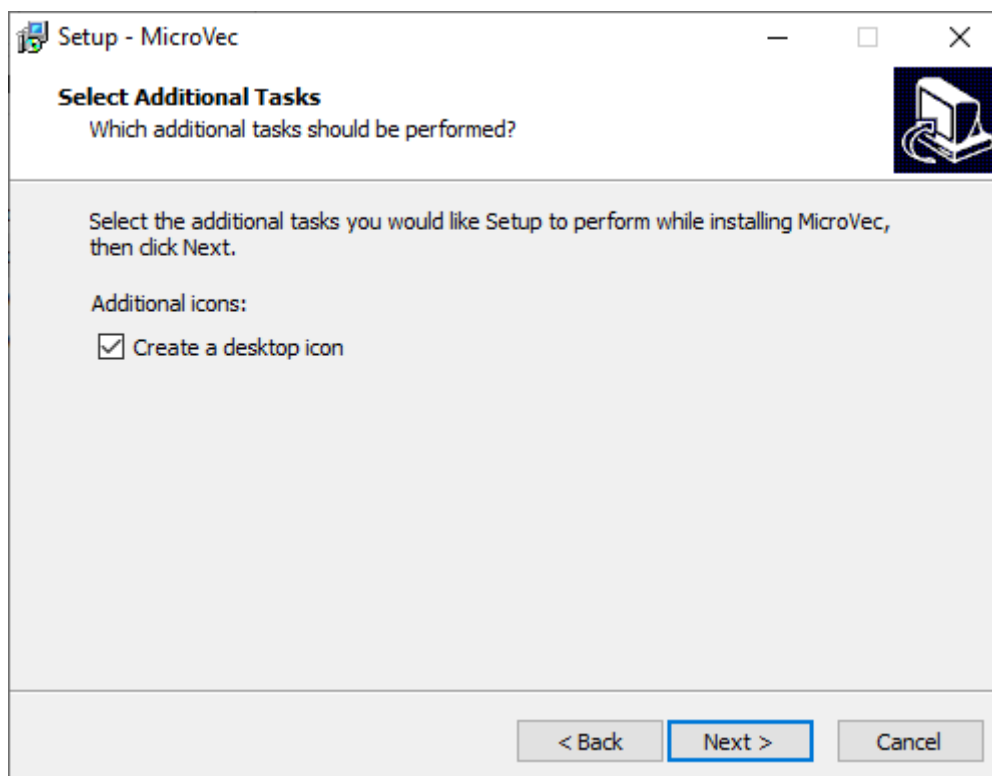 Setup - MicroVec
Select Additional Tasks
Which additional tasks should be performed?
Select the additional tasks you would like Setup to perform while installing MicroVec,
then click Next.
Additional icons:
Create a desktop icon
< Back
Next >
Cancel